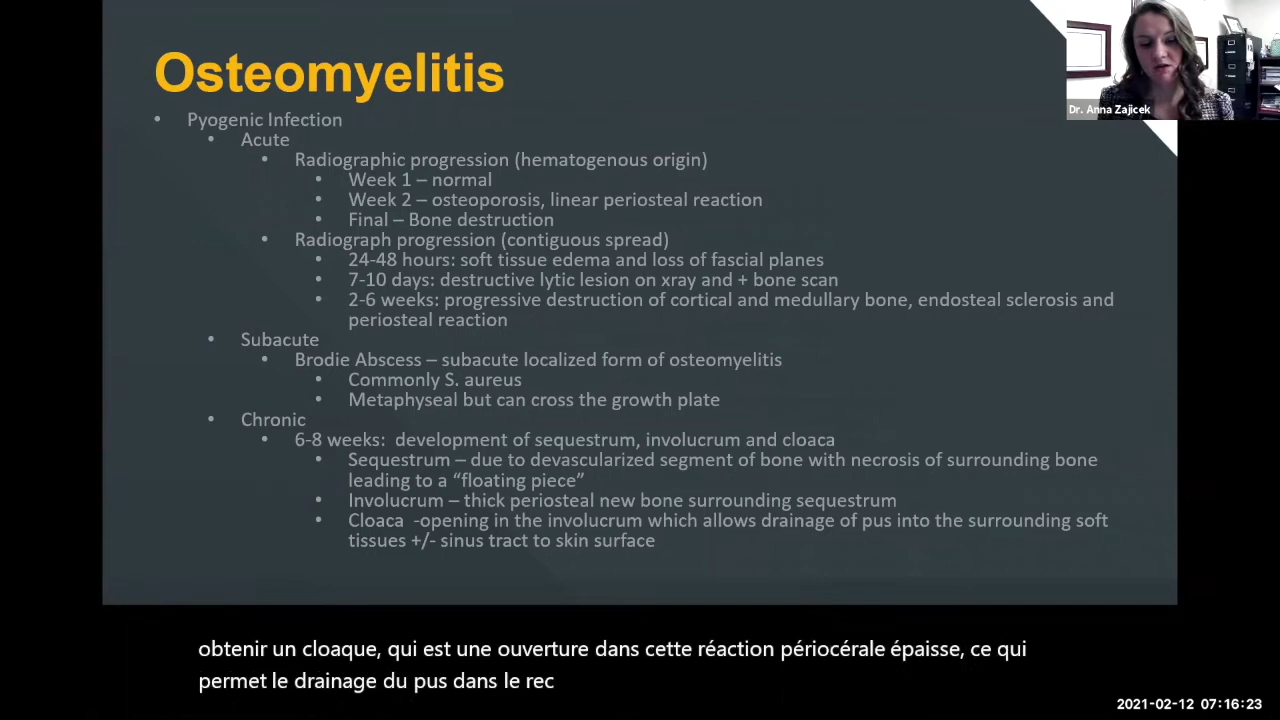 Osteomyelitis
Dr. Anna Zajicek
• Pyogenic Infection
• Acute
• Radiographic progression (hematogenous origin)
• Week 1 – normal
• Week 2 – osteoporosis, linear periosteal reaction
• Final – Bone destruction
• Radiograph progression (contiguous spread)
• 24-48 hours: soft tissue edema and loss of fascial planes
• 7-10 days: destructive lytic lesion on xray and + bone scan
• 2-6 weeks: progressive destruction of cortical and medullary bone, endosteal sclerosis and
periosteal reaction
• Subacute
• Brodie Abscess – subacute localized form of osteomyelitis
• Commonly S. aureus
• Metaphyseal but can cross the growth plate
• Chronic
• 6-8 weeks:  development of sequestrum, involucrum and cloaca
• Sequestrum – due to devascularized segment of bone with necrosis of surrounding bone
leading to a “floating piece”
• Involucrum – thick periosteal new bone surrounding sequestrum
• Cloaca  -opening in the involucrum which allows drainage of pus into the surrounding soft
tissues +/- sinus tract to skin surface
obtenir un cloaque, qui est une ouverture dans cette réaction périocérale épaisse, ce qui
permet le drainage du pus dans le rec
2021-02-12 07:16:23